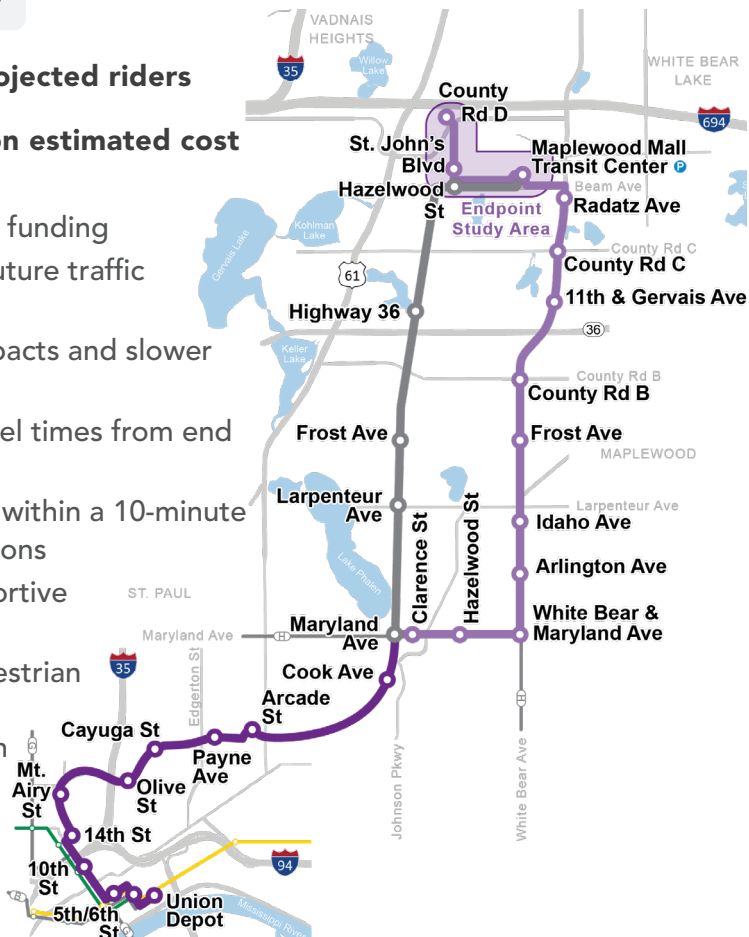 ojected riders
on estimated cost
funding
uture traffic
pacts and slower
el times from end
within a 10-minute
ons
ortive
estrian
n
VADNAIS
HEIGHTS
Willow
Lake
35
WHITE BEAR
LAKE
694
County
Rd D
St. John's
Blvd
Maplewood Mall
Transit Center P
Hazelwood
St
Beam Ave
Radatz Ave
Endpoint
Study Area
Kohlman
Lake
Gervais Lake
County Rd C
County Rd C
61
11th & Gervais Ave
Highway 36
36
Keller
Lake
County Rd B
County Rd B
Frost Ave
Frost Ave
MAPLEWOOD
Larpenteur
Ave
Larpenteur Ave
Clarence St
Hazelwood St
Idaho Ave
Lake Phalen
Arlington Ave
ST. PAUL
White Bear &
Maryland Ave
Maryland Ave
H
Maryland
Ave
35
Edgerton St
Cook Ave
Arcade
St
H
Cayuga St
Payne
Ave
G
Mt.
Airy
St
Olive
St
Johnson Pkwy
White Bear Ave
14th St
94
10th
St
Union
Depot
B
5th/6th
St
G
Mississippi River